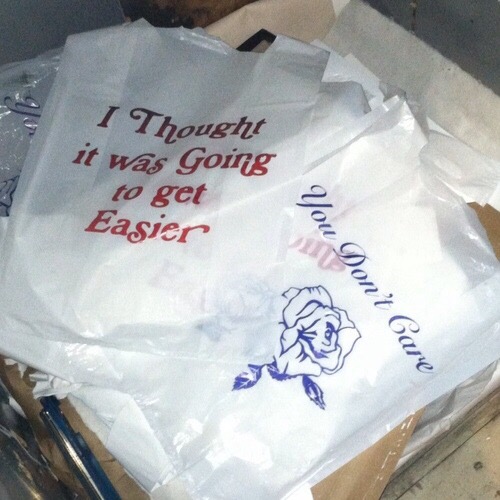 I Thought
it was Going
to get
Easier
You Don't Care